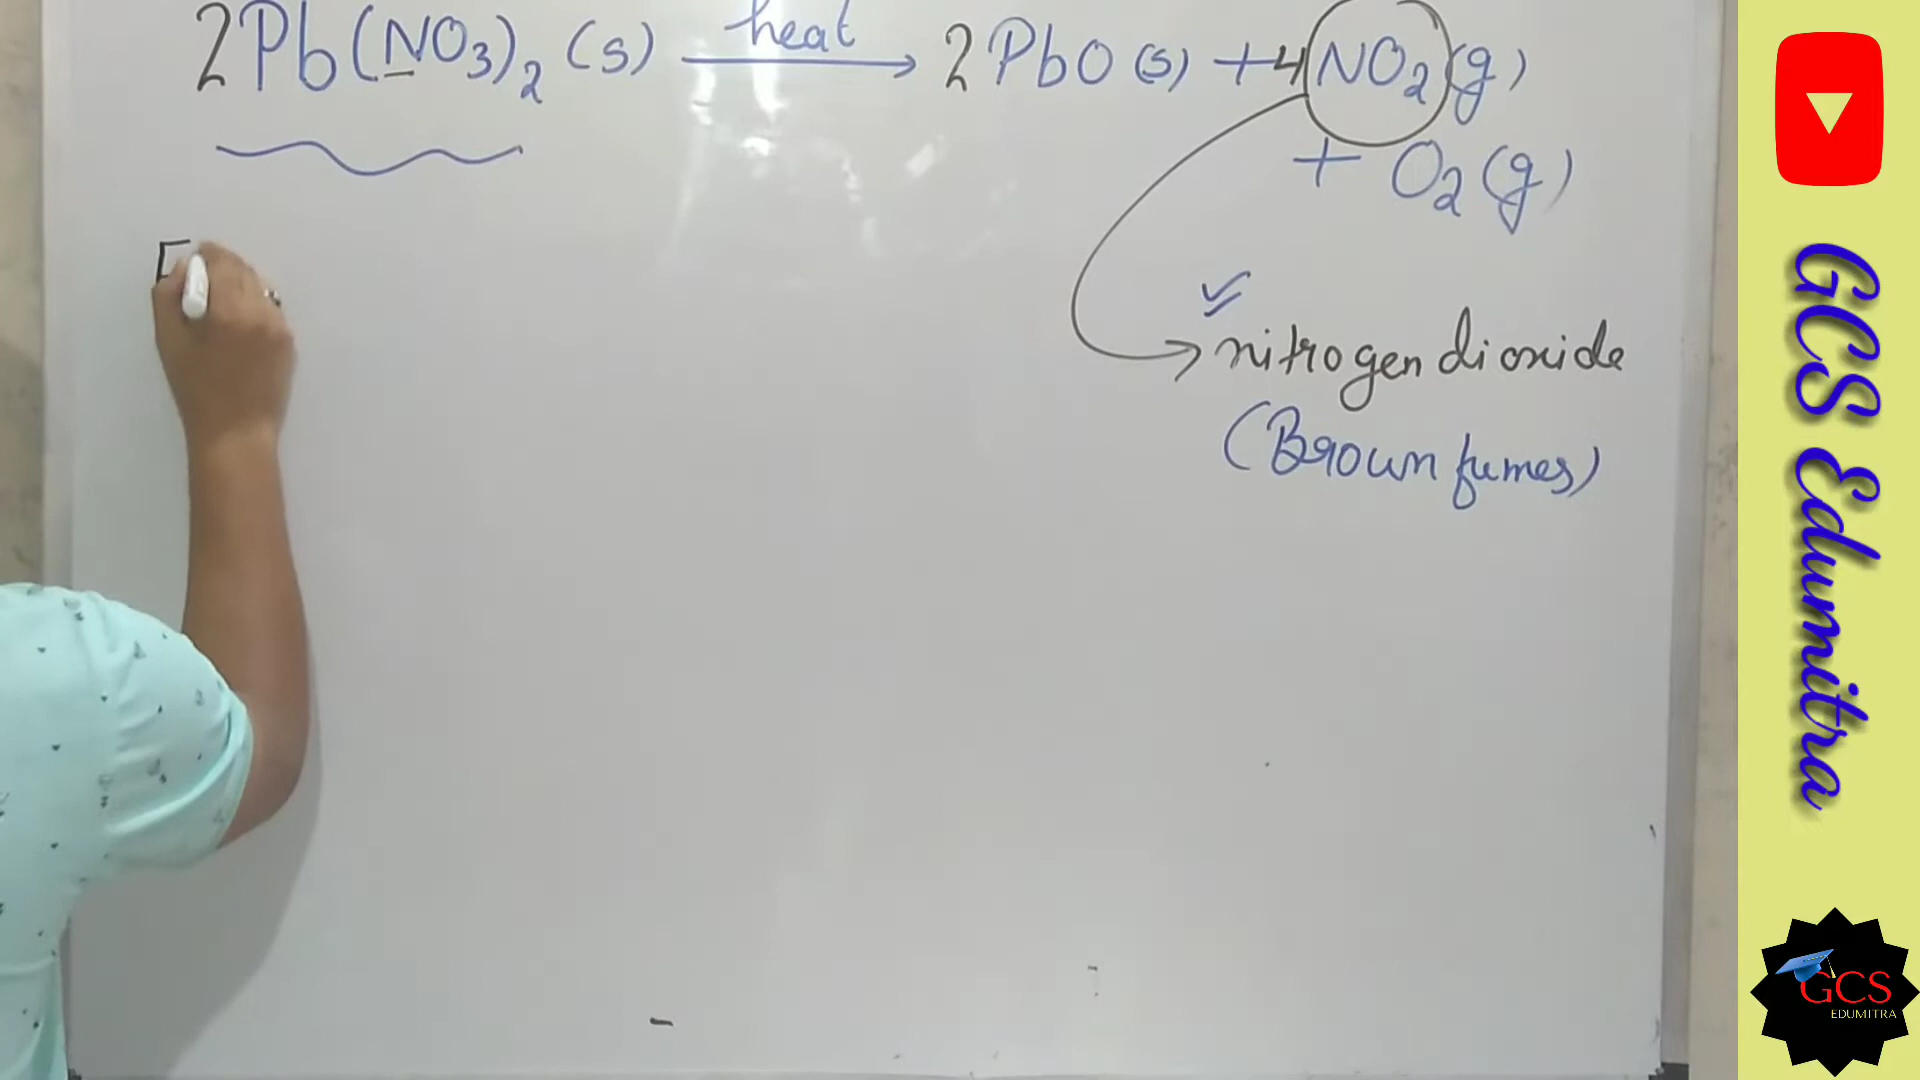 2Pb(NO3)2 (s) heat → 2PbO(s) + 4NO2(g)
+ O2(g)
nitrogen dioxide
(Brown fumes)
GCS Edumitra
GCS
EDUMITRA